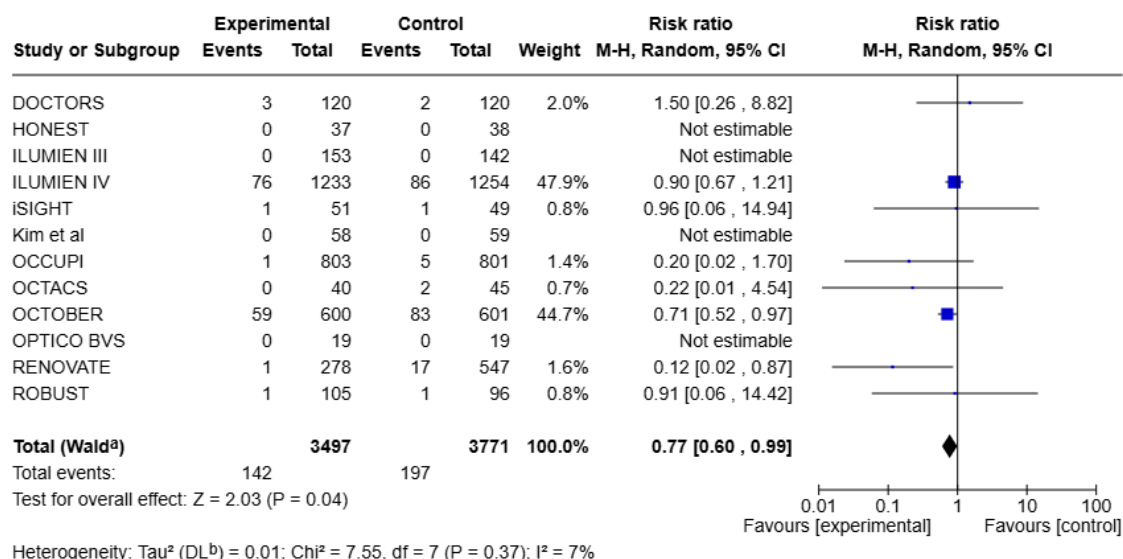 Experimental Control Risk ratio Risk ratio
Study or Subgroup Events Total Events Total Weight M-H, Random, 95% CI M-H, Random, 95% CI
DOCTORS 3 120 2 120 2.0% 1.50 [0.26 , 8.82]
HONEST 0 37 0 38 Not estimable
ILUMIEN III 0 153 0 142 Not estimable
ILUMIEN IV 76 1233 86 1254 47.9% 0.90 [0.67 , 1.21]
iSIGHT 1 51 1 49 0.8% 0.96 [0.06 , 14.94]
Kim et al 0 58 0 59 Not estimable
OCCUPI 1 803 5 801 1.4% 0.20 [0.02 , 1.70]
OCTACS 0 40 2 45 0.7% 0.22 [0.01 , 4.54]
OCTOBER 59 600 83 601 44.7% 0.71 [0.52 , 0.97]
OPTICO BVS 0 19 0 19 Not estimable
RENOVATE 1 278 17 547 1.6% 0.12 [0.02 , 0.87]
ROBUST 1 105 1 96 0.8% 0.91 [0.06 , 14.42]
Total (Waldᵃ) 3497 3771 100.0% 0.77 [0.60 , 0.99]
Total events: 142 197
Test for overall effect: Z = 2.03 (P = 0.04)
0.01 0.1 1 10 100
Favours [experimental] Favours [control]
Heterogeneity: Tau² (DLᵇ) = 0.01; Chi² = 7.55, df = 7 (P = 0.37); I² = 7%